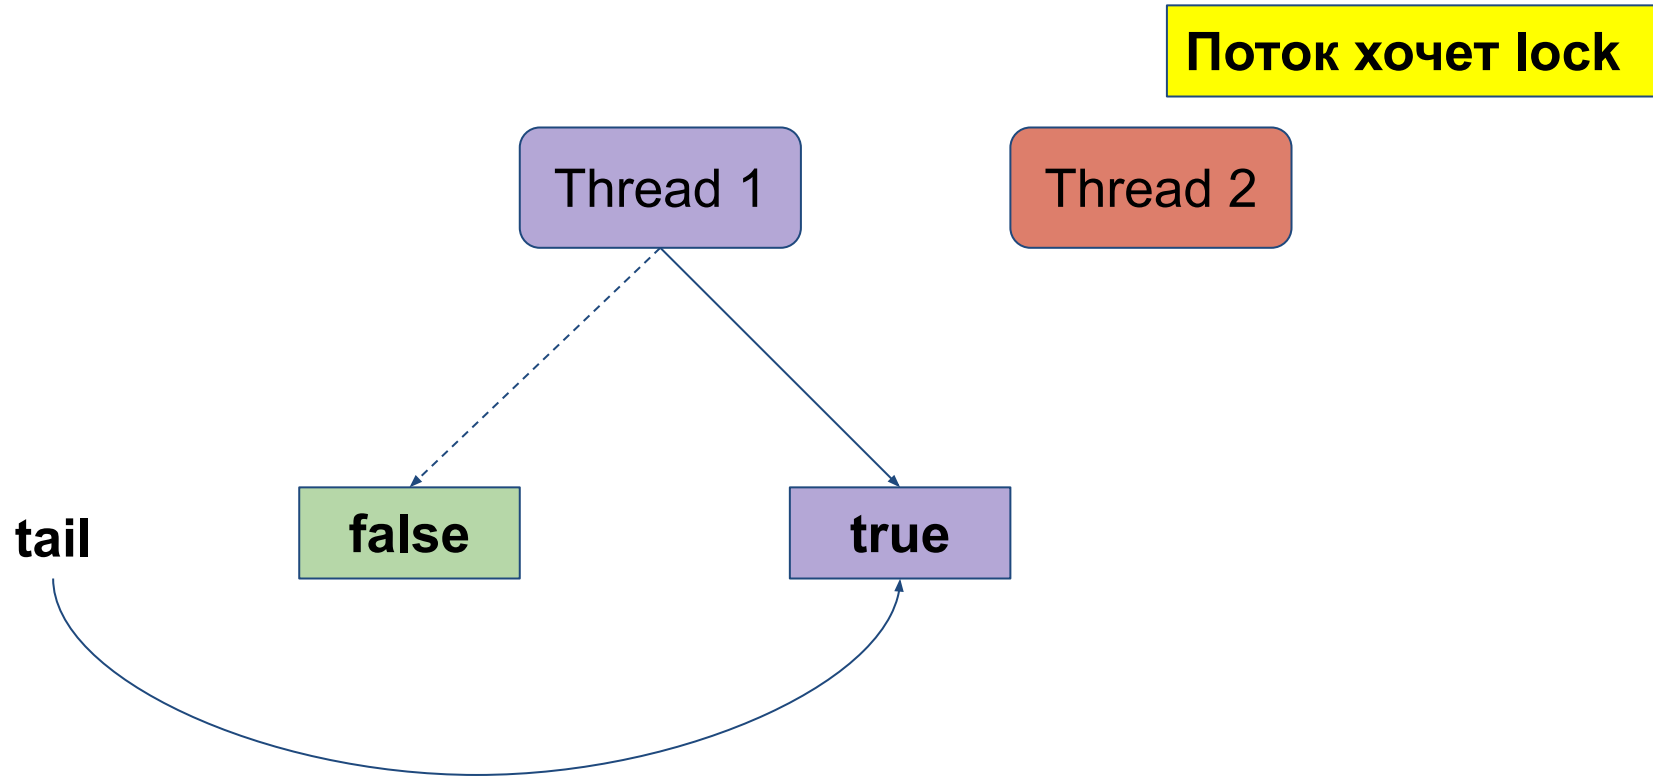 Поток хочет lock
Thread 1
Thread 2
tail
false
true